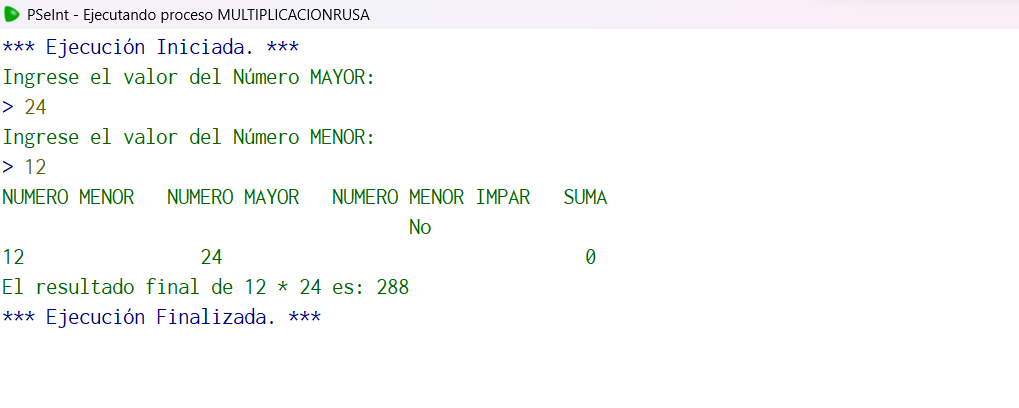 PSeInt - Ejecutando proceso MULTIPLICACIONRUSA
*** Ejecución Iniciada. ***
Ingrese el valor del Número MAYOR:
> 24
Ingrese el valor del Número MENOR:
> 12
NUMERO MENOR   NUMERO MAYOR   NUMERO MENOR IMPAR   SUMA
No
12                24                                 0
El resultado final de 12 * 24 es: 288
*** Ejecución Finalizada. ***